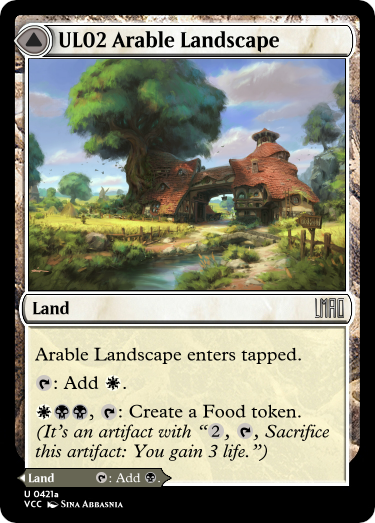 UL02 Arable Landscape
Land
LMAO
Arable Landscape enters tapped.
: Add .
, : Create a Food token.
(It's an artifact with “2, , Sacrifice
this artifact: You gain 3 life.”)
Land : Add .
U 0421a
VCC SINA ABBASNIA